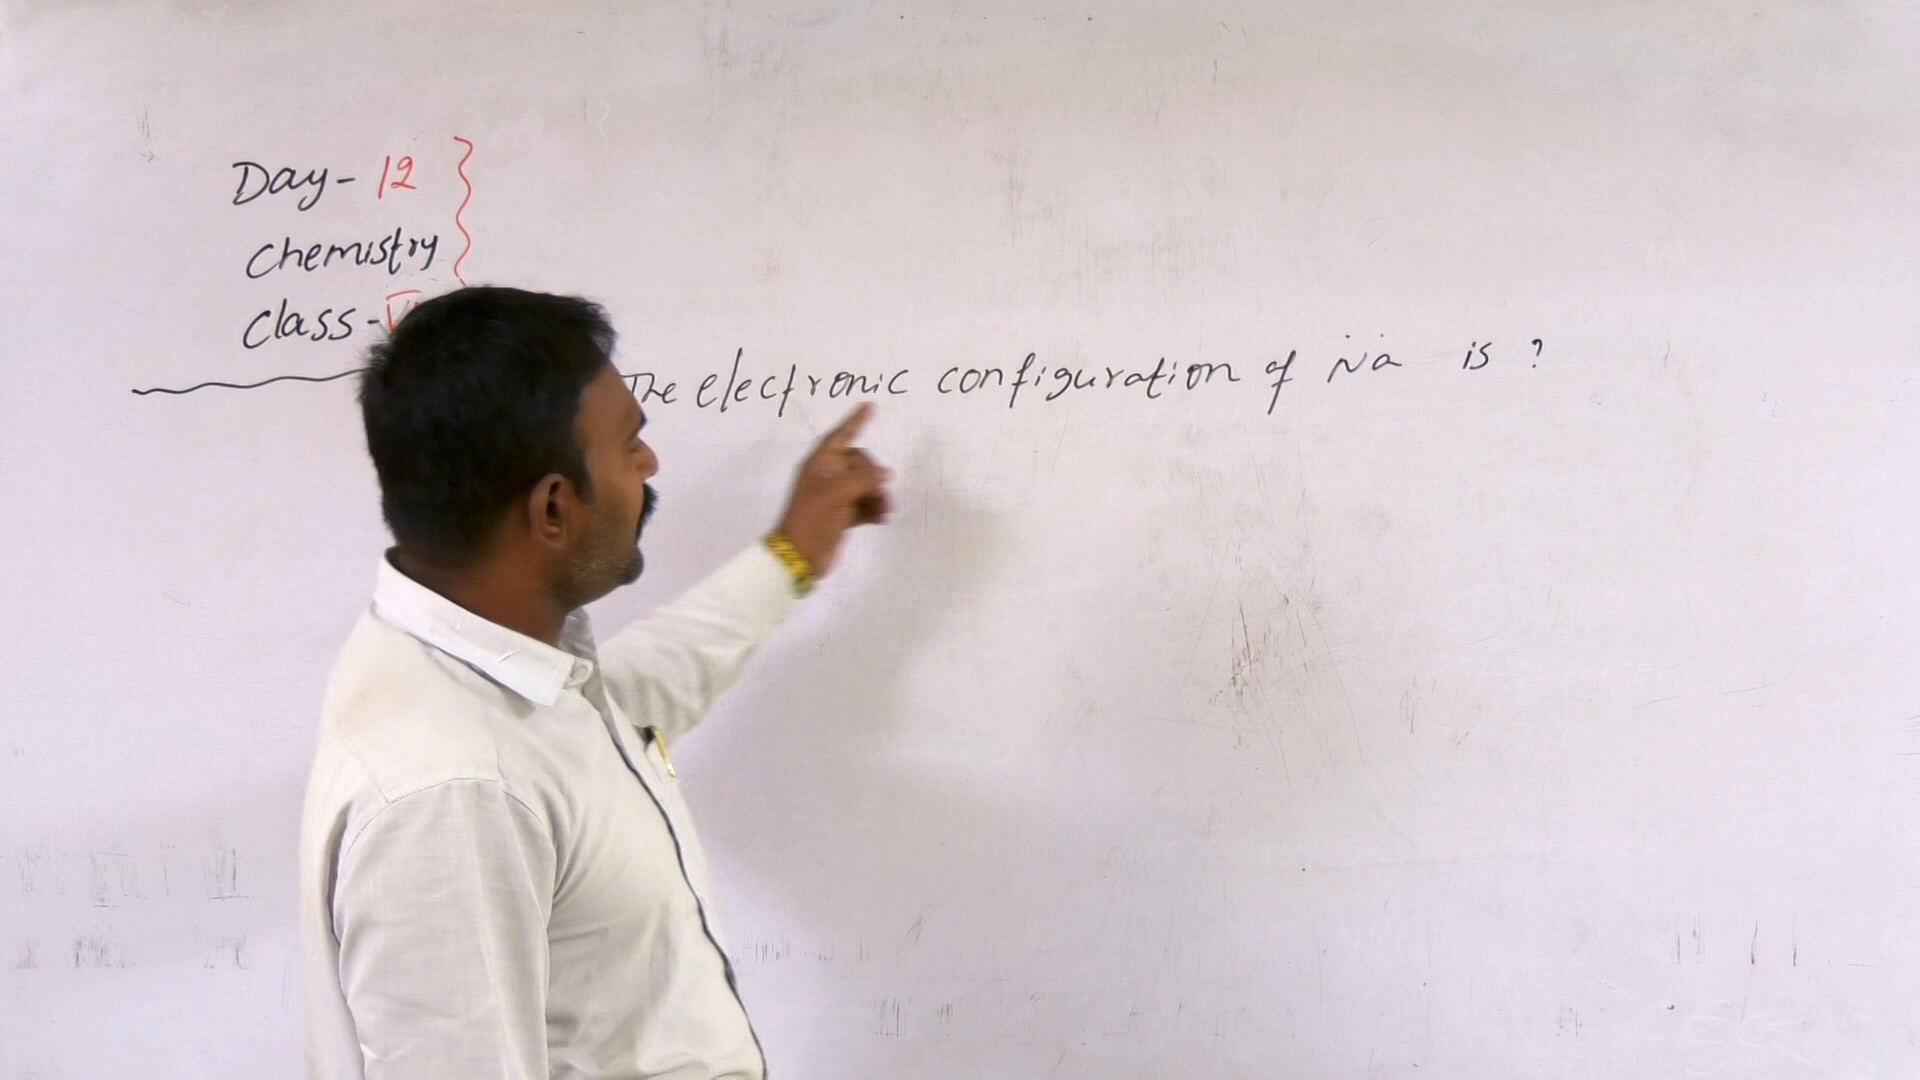 Day- 12
Chemistry
Class-
The electronic configuration of Na is ?